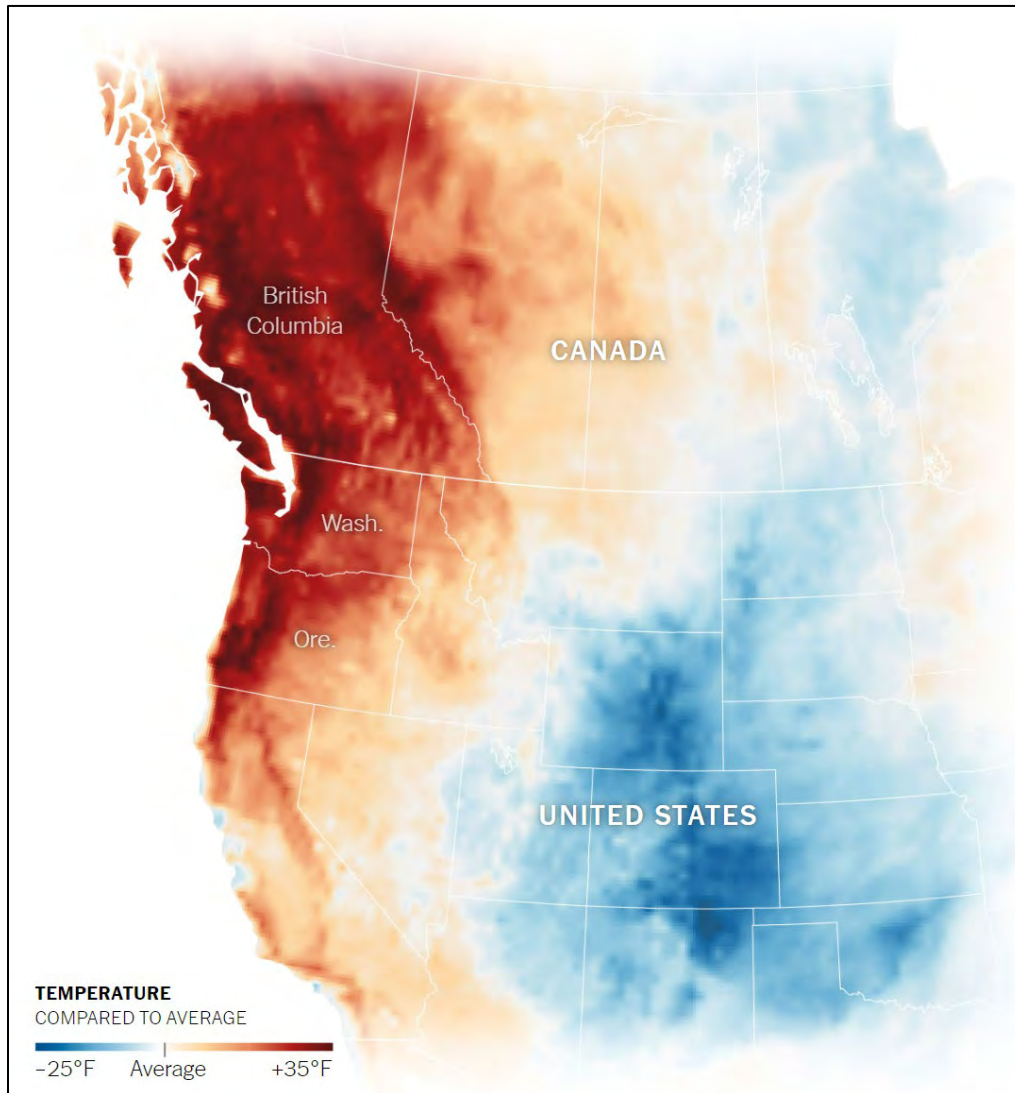 British
Columbia
CANADA
Wash.
Ore.
UNITED STATES
TEMPERATURE
COMPARED TO AVERAGE
–25°F Average +35°F